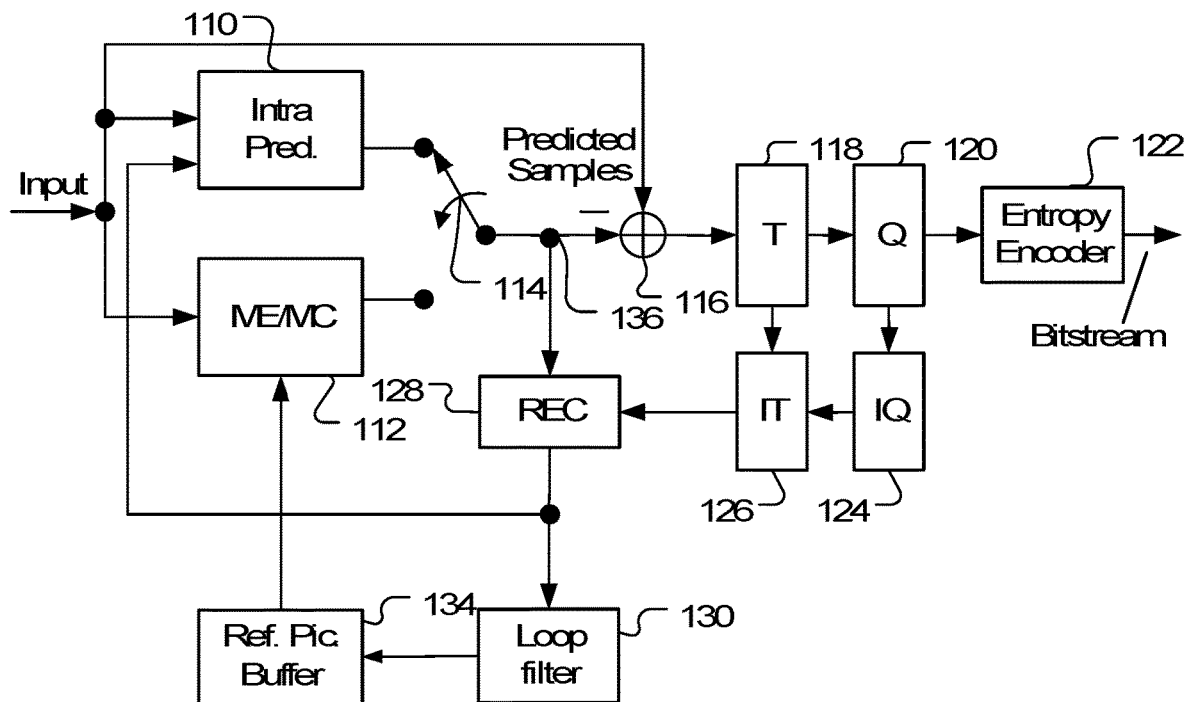 110
Intra
Pred.
Predicted
Samples
118
120
122
Input
T
Q
Entropy
Encoder
ME/MC
114
136
116
Bitstream
128
112
REC
IT
IQ
126
124
134
130
Ref. Pic.
Buffer
Loop
filter